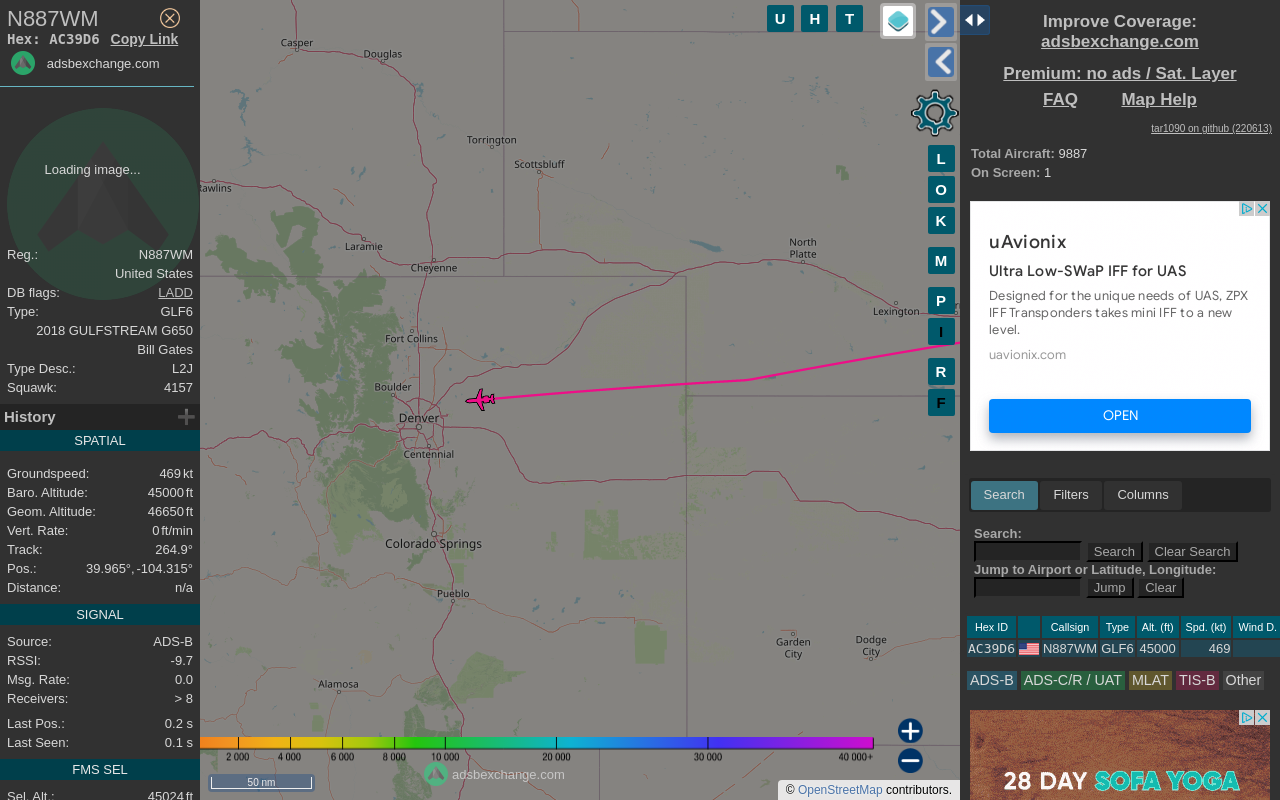 N887WM
Hex: AC39D6 Copy Link
adsbexchange.com
Loading image...
Reg.: N887WM
United States
DB flags: LADD
Type: GLF6
2018 GULFSTREAM G650
Bill Gates
Type Desc.: L2J
Squawk: 4157
History
SPATIAL
Groundspeed: 469 kt
Baro. Altitude: 45000 ft
Geom. Altitude: 46650 ft
Vert. Rate: 0 ft/min
Track: 264.9°
Pos.: 39.965°, -104.315°
Distance: n/a
SIGNAL
Source: ADS-B
RSSI: -9.7
Msg. Rate: 0.0
Receivers: > 8
Last Pos.: 0.2 s
Last Seen: 0.1 s
FMS SEL
Sel. Alt.: 45024 ft
U H T
Casper
Douglas
Torrington
Scottsbluff
Rawlins
Laramie
Cheyenne
North
Platte
Lexington
Fort Collins
Boulder
Denver
Centennial
Colorado Springs
Pueblo
Garden
City
Dodge
City
Alamosa
L
O
K
M
P
I
R
F
2 000 4 000 6 000 8 000 10 000 20 000 30 000 40 000+
adsbexchange.com
50 nm
© OpenStreetMap contributors.
Improve Coverage:
adsbexchange.com
Premium: no ads / Sat. Layer
FAQ Map Help
tar1090 on github (220613)
Total Aircraft: 9887
On Screen: 1
uAvionix
Ultra Low-SWaP IFF for UAS
Designed for the unique needs of UAS, ZPX
IFF Transponders takes mini IFF to a new
level.
uavionix.com
OPEN
Search Filters Columns
Search:
Search Clear Search
Jump to Airport or Latitude, Longitude:
Jump Clear
Hex ID Callsign Type Alt. (ft) Spd. (kt) Wind D.
AC39D6 N887WM GLF6 45000 469
ADS-B ADS-C/R / UAT MLAT TIS-B Other
28 DAY SOFA YOGA